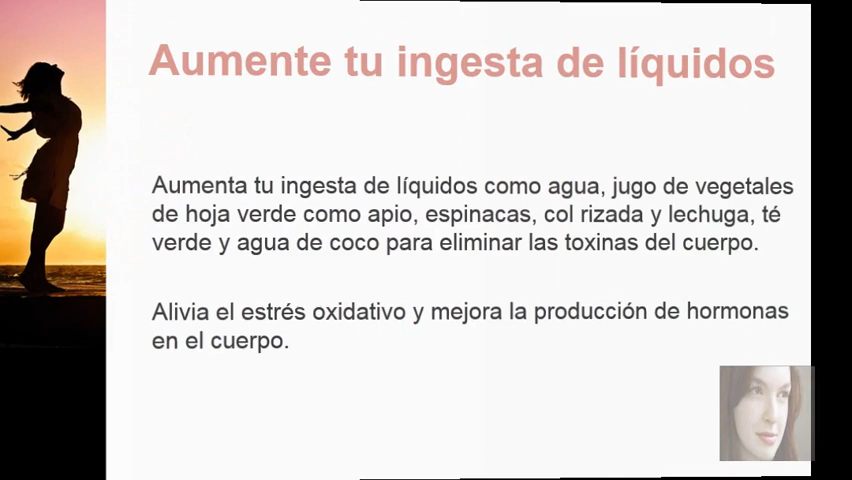 Aumente tu ingesta de líquidos
Aumenta tu ingesta de líquidos como agua, jugo de vegetales
de hoja verde como apio, espinacas, col rizada y lechuga, té
verde y agua de coco para eliminar las toxinas del cuerpo.
Alivia el estrés oxidativo y mejora la producción de hormonas
en el cuerpo.